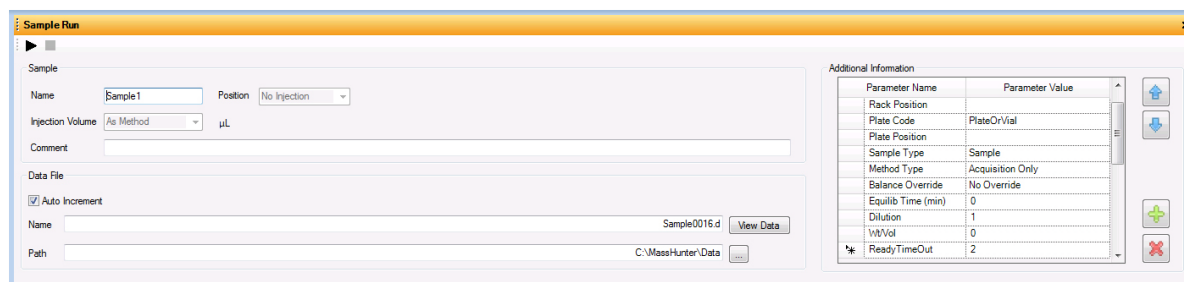 Sample Run
Sample
Name Sample1 Position No Injection
Injection Volume As Method µL
Comment
Data File
Auto Increment
Name Sample0016.d View Data
Path C:\MassHunter\Data ...
Additional Information
Parameter Name Parameter Value
Rack Position
Plate Code PlateOrVial
Plate Position
Sample Type Sample
Method Type Acquisition Only
Balance Override No Override
Equilib Time (min) 0
Dilution 1
Wt/Vol 0
ReadyTimeOut 2